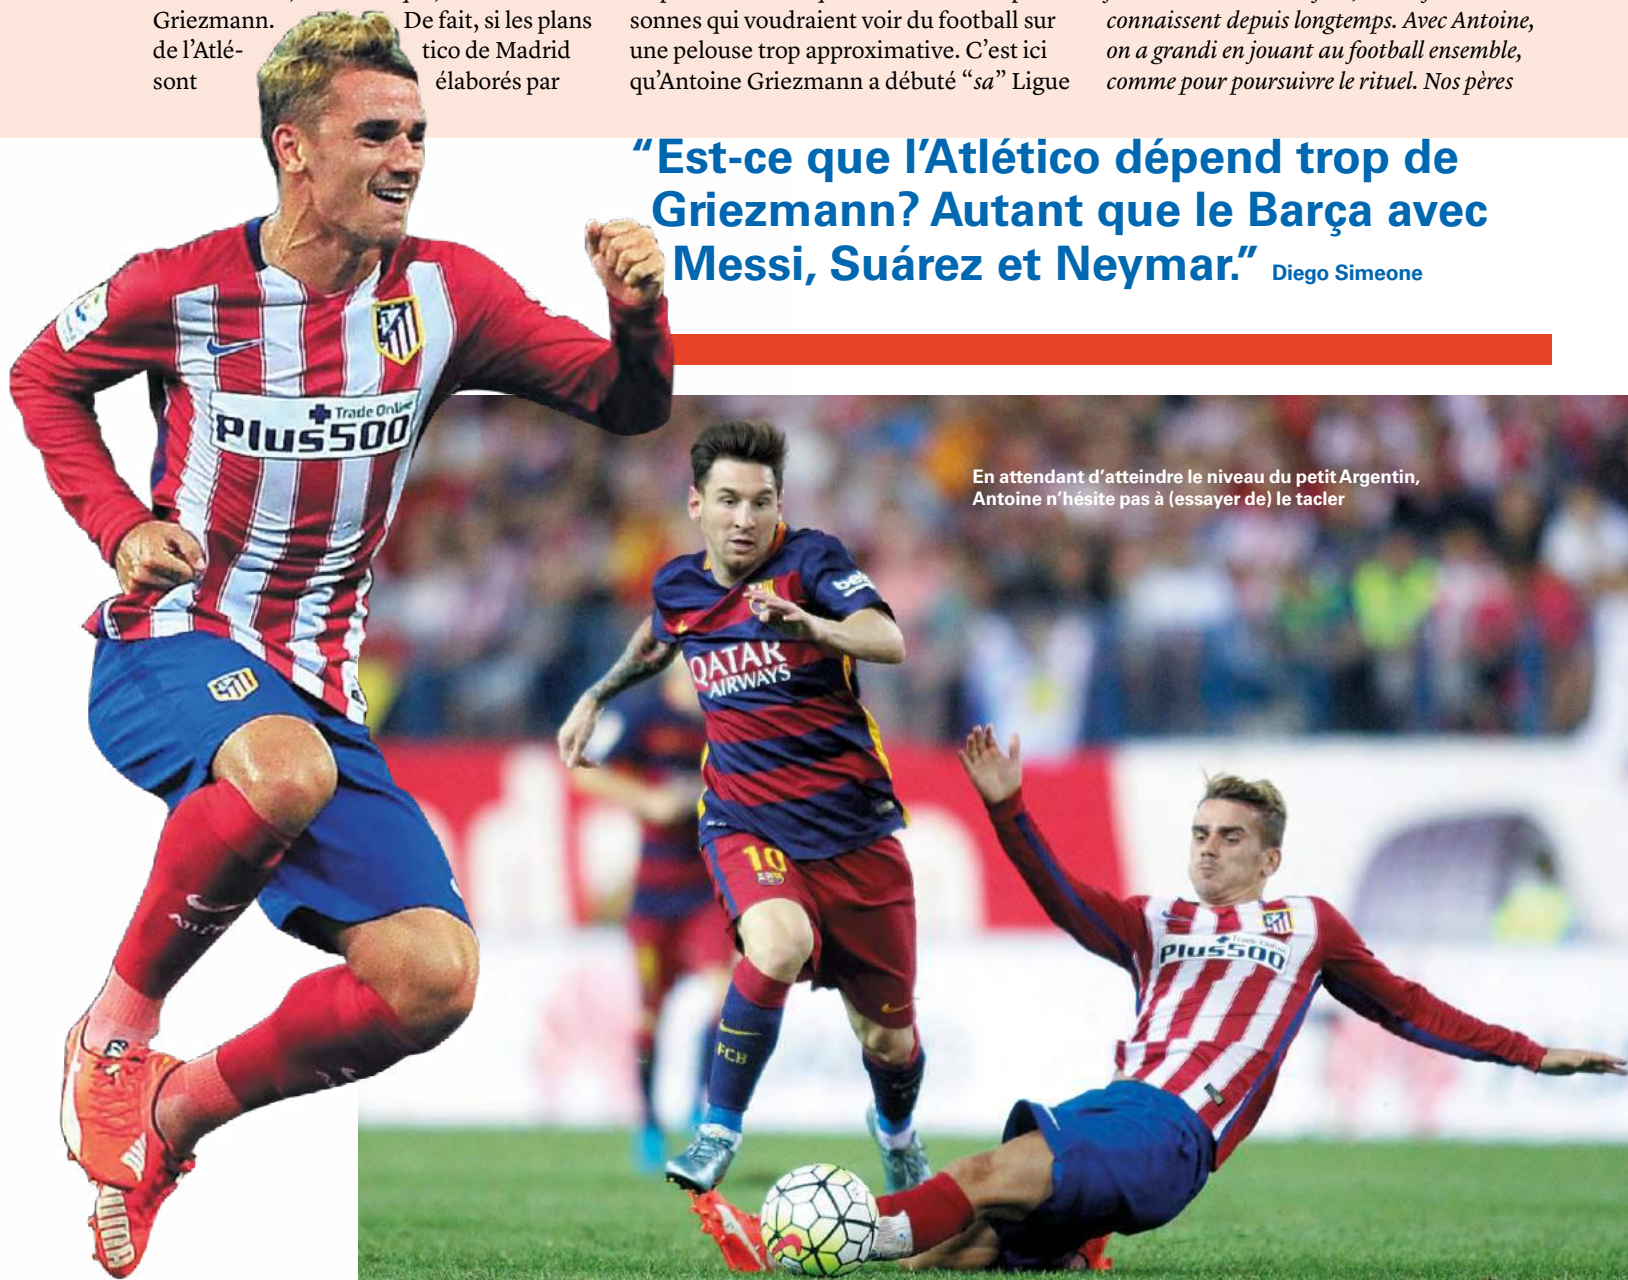 Griezmann.
de l'Atlé-
sont
De fait, si les plans
tico de Madrid
élaborés par
sonnes qui voudraient voir du football sur
une pelouse trop approximative. C'est ici
qu'Antoine Griezmann a débuté “sa” Ligue
connaissent depuis longtemps. Avec Antoine,
on a grandi en jouant au football ensemble,
comme pour poursuivre le rituel. Nos pères
“Est-ce que l'Atlético dépend trop de
Griezmann? Autant que le Barça avec
Messi, Suárez et Neymar.” Diego Simeone
Trade Online
Plus500
En attendant d'atteindre le niveau du petit Argentin,
Antoine n'hésite pas à (essayer de) le tacler
QATAR
AIRWAYS
10
FCB
Trade Online
Plus500